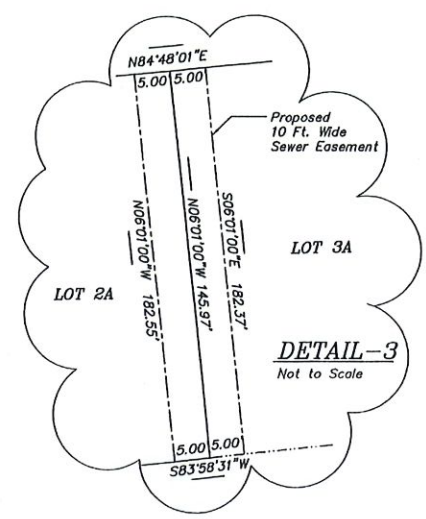 N84°48'01"E
5.00 5.00
Proposed
10 Ft. Wide
Sewer Easement
N06°01'00"W 182.55'
N06°01'00"W 145.97'
S06°01'00"E 182.37'
LOT 2A
LOT 3A
DETAIL-3
Not to Scale
5.00 5.00
S83°58'31"W